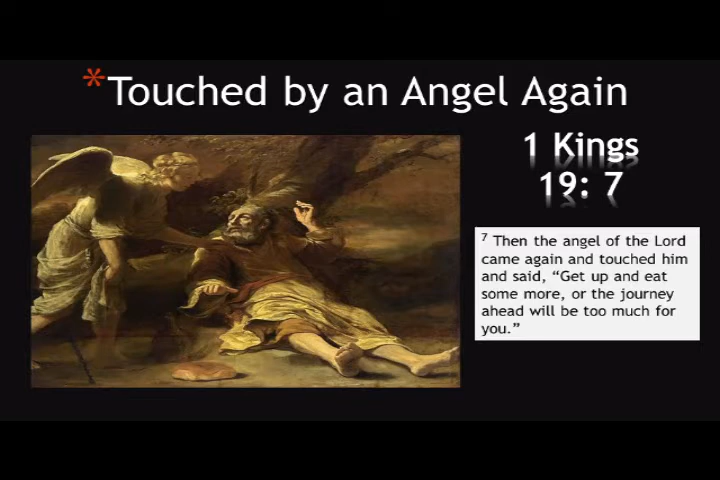 *Touched by an Angel Again
1 Kings
19: 7
7 Then the angel of the Lord
came again and touched him
and said, “Get up and eat
some more, or the journey
ahead will be too much for
you.”